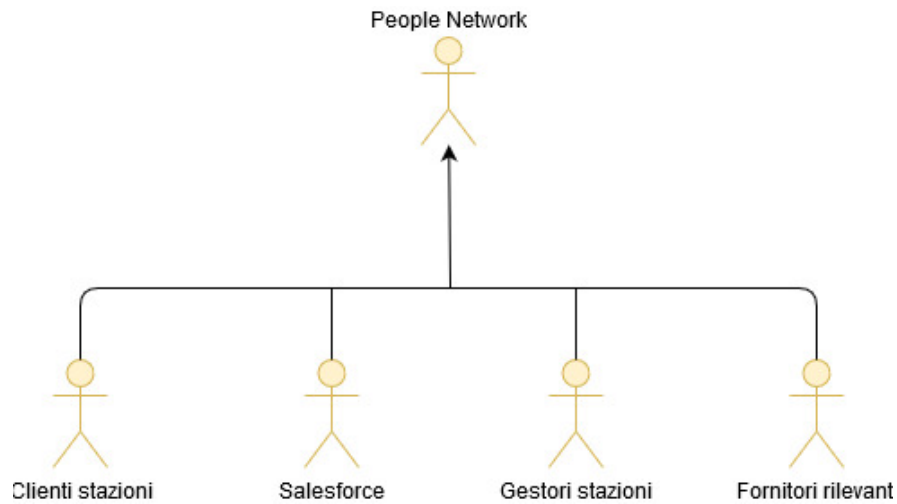 People Network
Clienti stazioni
Salesforce
Gestori stazioni
Fornitori rilevant